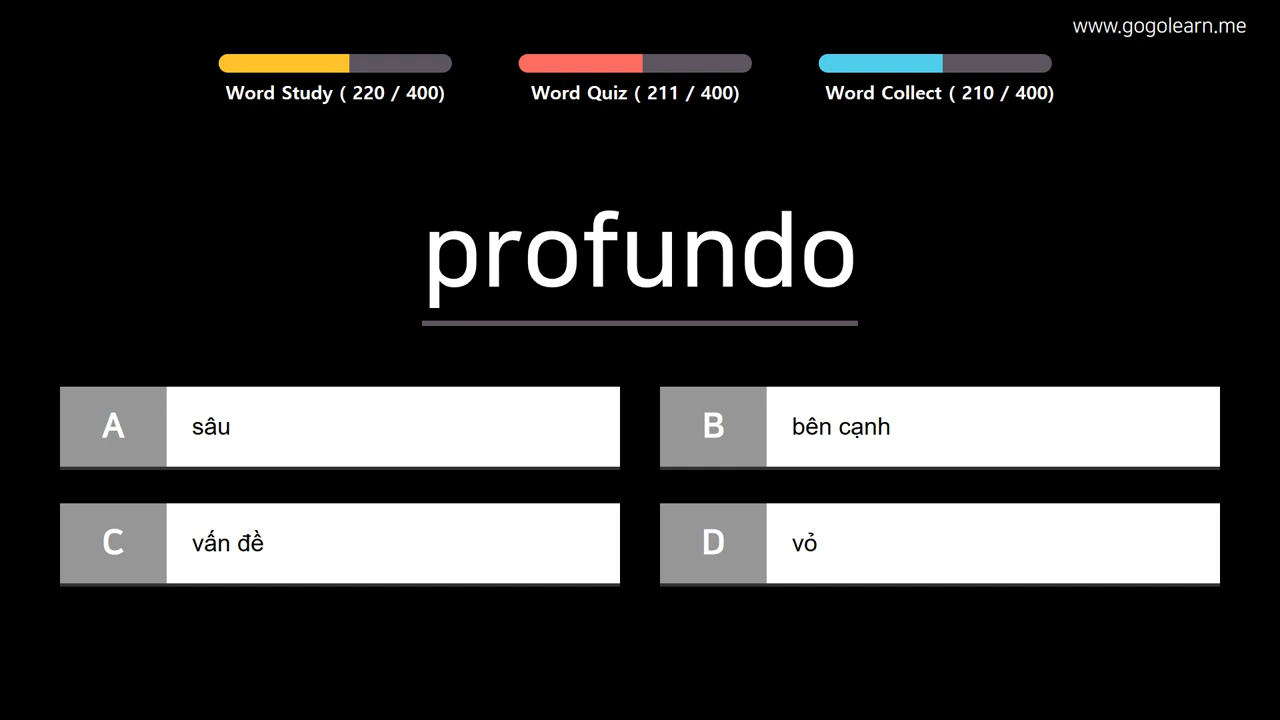 www.gogolearn.me
Word Study ( 220 / 400)
Word Quiz ( 211 / 400)
Word Collect ( 210 / 400)
profundo
A sâu
B bên cạnh
C vấn đề
D vỏ